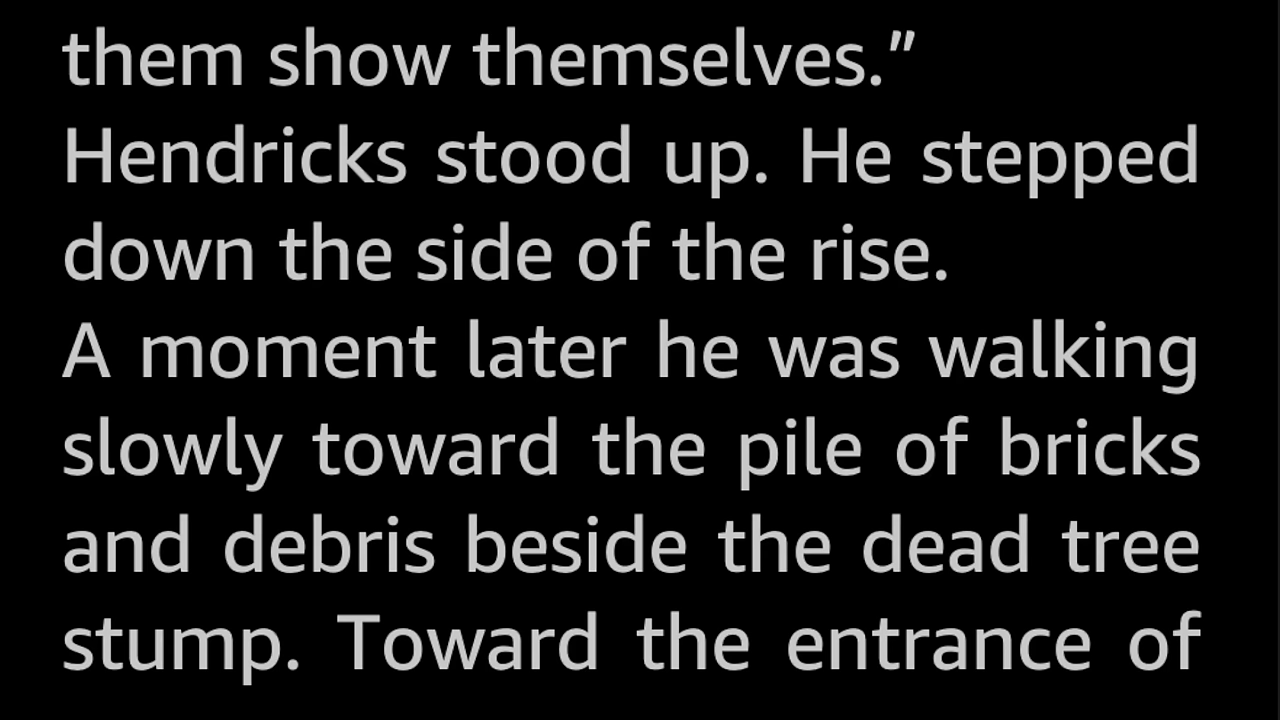 them show themselves.”
Hendricks stood up. He stepped
down the side of the rise.
A moment later he was walking
slowly toward the pile of bricks
and debris beside the dead tree
stump. Toward the entrance of